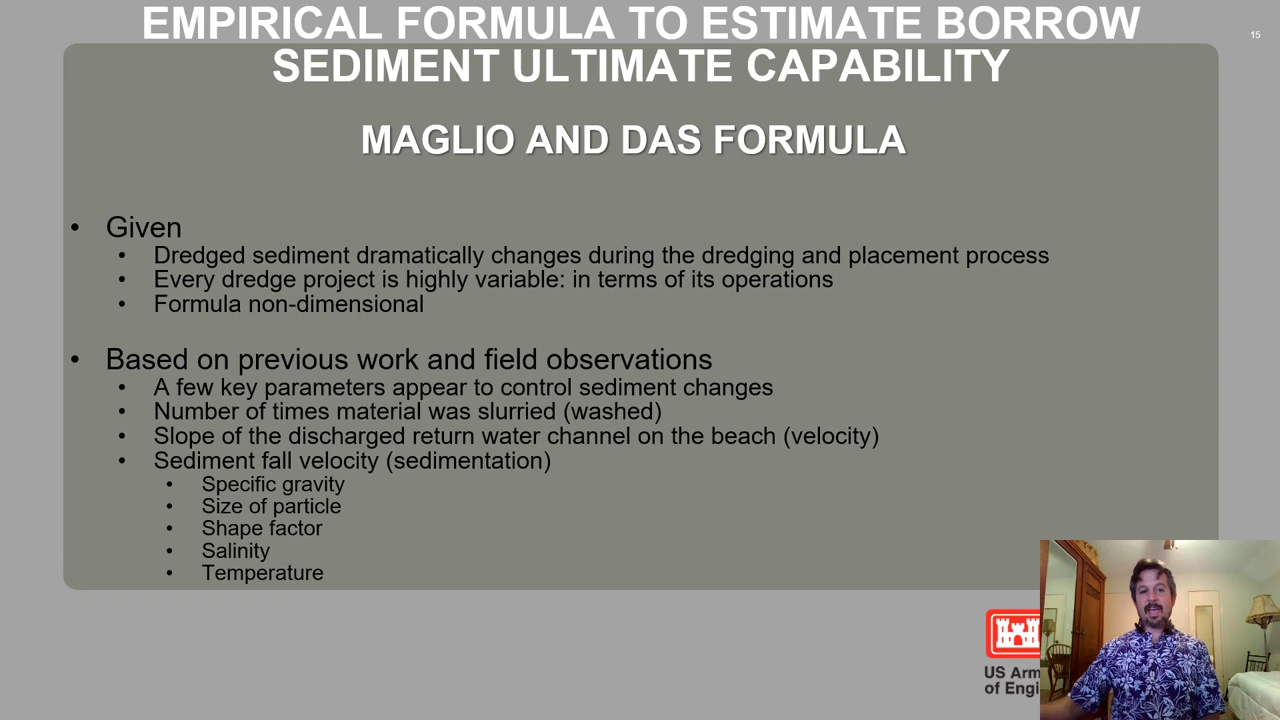 EMPIRICAL FORMULA TO ESTIMATE BORROW
15
SEDIMENT ULTIMATE CAPABILITY
MAGLIO AND DAS FORMULA
• Given
• Dredged sediment dramatically changes during the dredging and placement process
• Every dredge project is highly variable: in terms of its operations
• Formula non-dimensional
• Based on previous work and field observations
• A few key parameters appear to control sediment changes
• Number of times material was slurried (washed)
• Slope of the discharged return water channel on the beach (velocity)
• Sediment fall velocity (sedimentation)
• Specific gravity
• Size of particle
• Shape factor
• Salinity
• Temperature
US Arm
of Engi